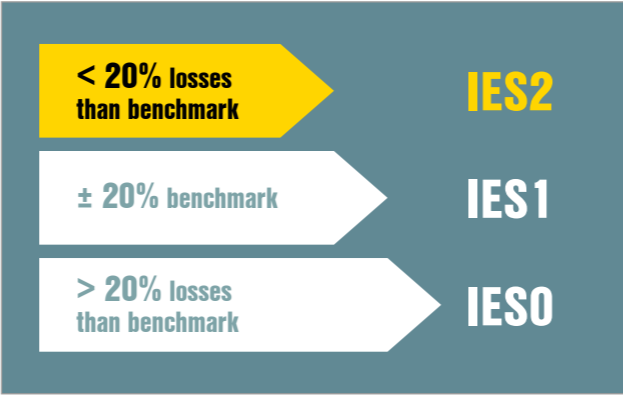 < 20% losses
than benchmark
IES2
± 20% benchmark
IES1
> 20% losses
than benchmark
IES0